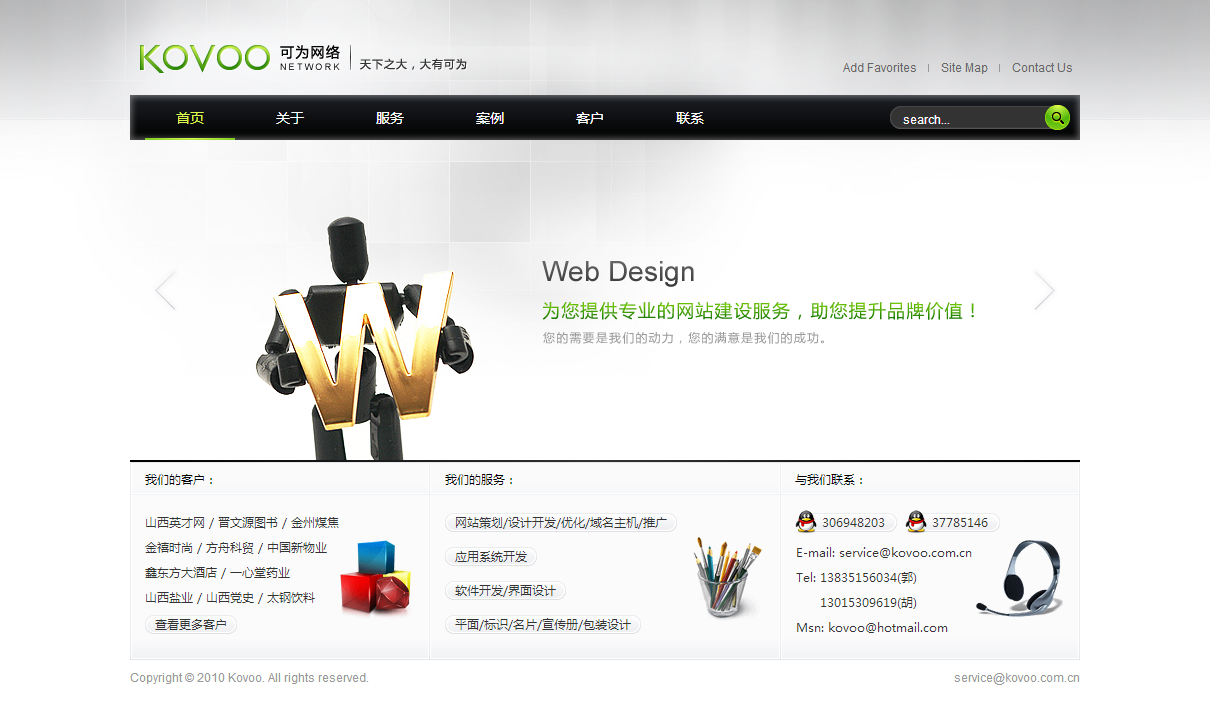 KOVOO 可为网络 NETWORK 天下之大，大有可为
Add Favorites | Site Map | Contact Us
首页 关于 服务 案例 客户 联系 search...
W
Web Design
为您提供专业的网站建设服务，助您提升品牌价值！
您的需要是我们的动力，您的满意是我们的成功。
我们的客户：
山西英才网 / 晋文源图书 / 金州煤焦
金禧时尚 / 方舟科贸 / 中国新物业
鑫东方大酒店 / 一心堂药业
山西盐业 / 山西党史 / 太钢饮料
查看更多客户
我们的服务：
网站策划/设计开发/优化/域名主机/推广
应用系统开发
软件开发/界面设计
平面/标识/名片/宣传册/包装设计
与我们联系：
306948203 37785146
E-mail: service@kovoo.com.cn
Tel: 13835156034(郭)
13015309619(胡)
Msn: kovoo@hotmail.com
Copyright © 2010 Kovoo. All rights reserved.
service@kovoo.com.cn